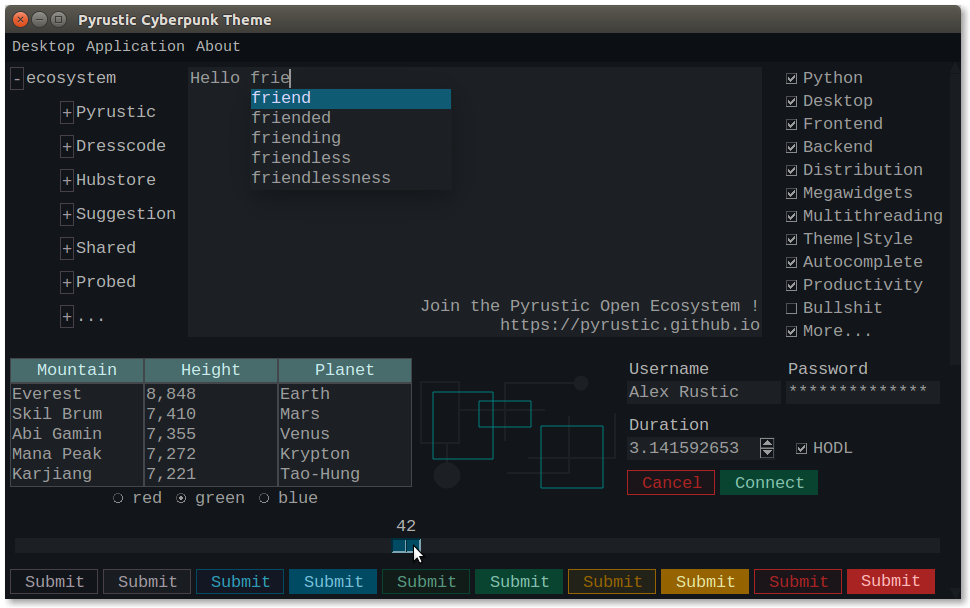 Pyrustic Cyberpunk Theme
Desktop Application About
- ecosystem
+ Pyrustic
+ Dresscode
+ Hubstore
+ Suggestion
+ Shared
+ Probed
+ ...
Hello frie
friend
friended
friending
friendless
friendlessness
Join the Pyrustic Open Ecosystem !
https://pyrustic.github.io
Python
Desktop
Frontend
Backend
Distribution
Megawidgets
Multithreading
Theme|Style
Autocomplete
Productivity
Bullshit
More...
Mountain Height Planet
Everest 8,848 Earth
Skil Brum 7,410 Mars
Abi Gamin 7,355 Venus
Mana Peak 7,272 Krypton
Karjiang 7,221 Tao-Hung
red green blue
Username Password
Alex Rustic **************
Duration
3.141592653 HODL
Cancel Connect
42
Submit Submit Submit Submit Submit Submit Submit Submit Submit Submit